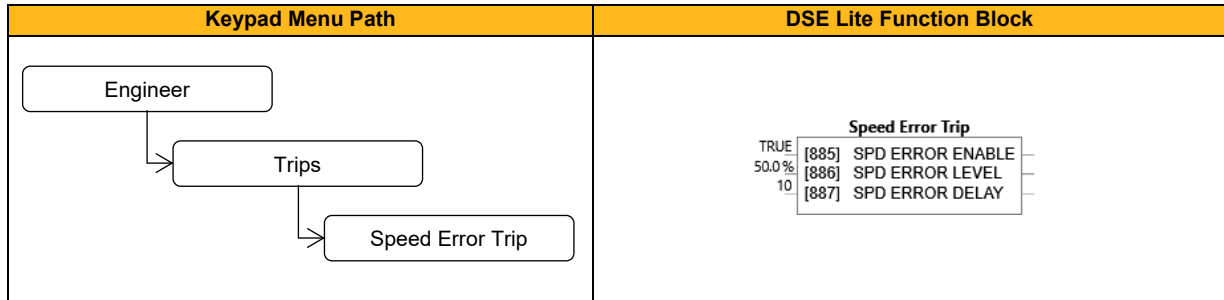 Keypad Menu Path
DSE Lite Function Block
Engineer
Trips
Speed Error Trip
Speed Error Trip
TRUE [885] SPD ERROR ENABLE
50.0 % [886] SPD ERROR LEVEL
10 [887] SPD ERROR DELAY